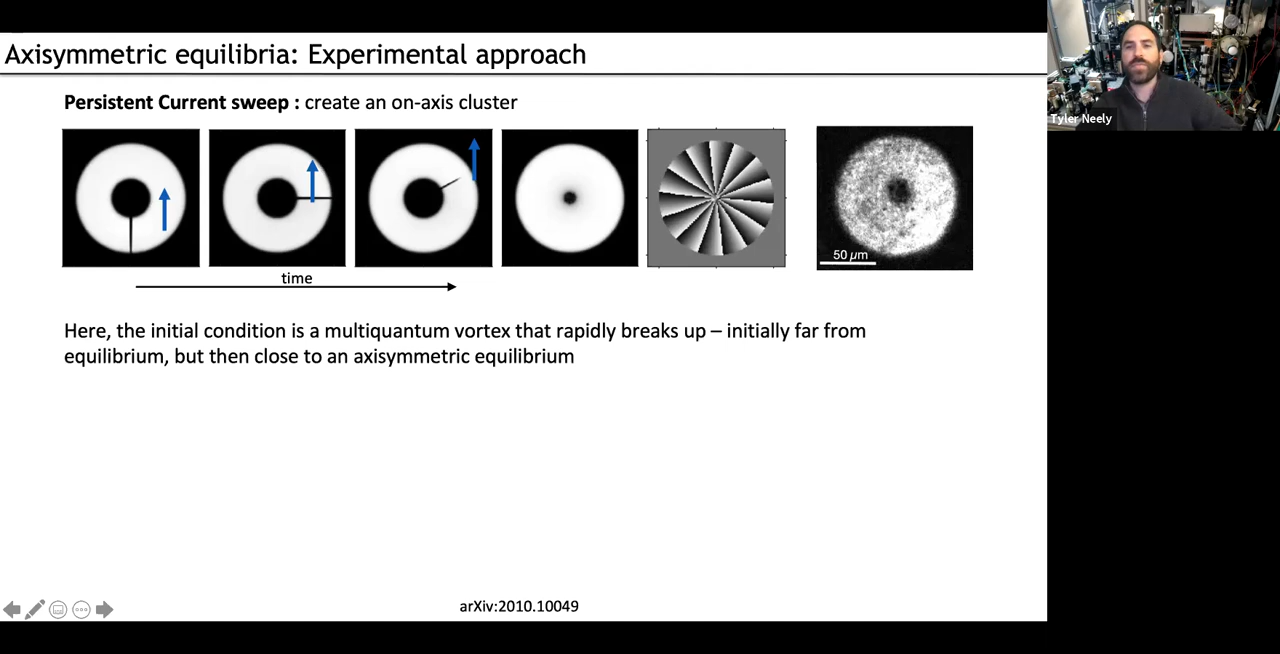 Axisymmetric equilibria: Experimental approach
Tyler Neely
Persistent Current sweep : create an on-axis cluster
50 µm
time
Here, the initial condition is a multiquantum vortex that rapidly breaks up – initially far from
equilibrium, but then close to an axisymmetric equilibrium
arXiv:2010.10049